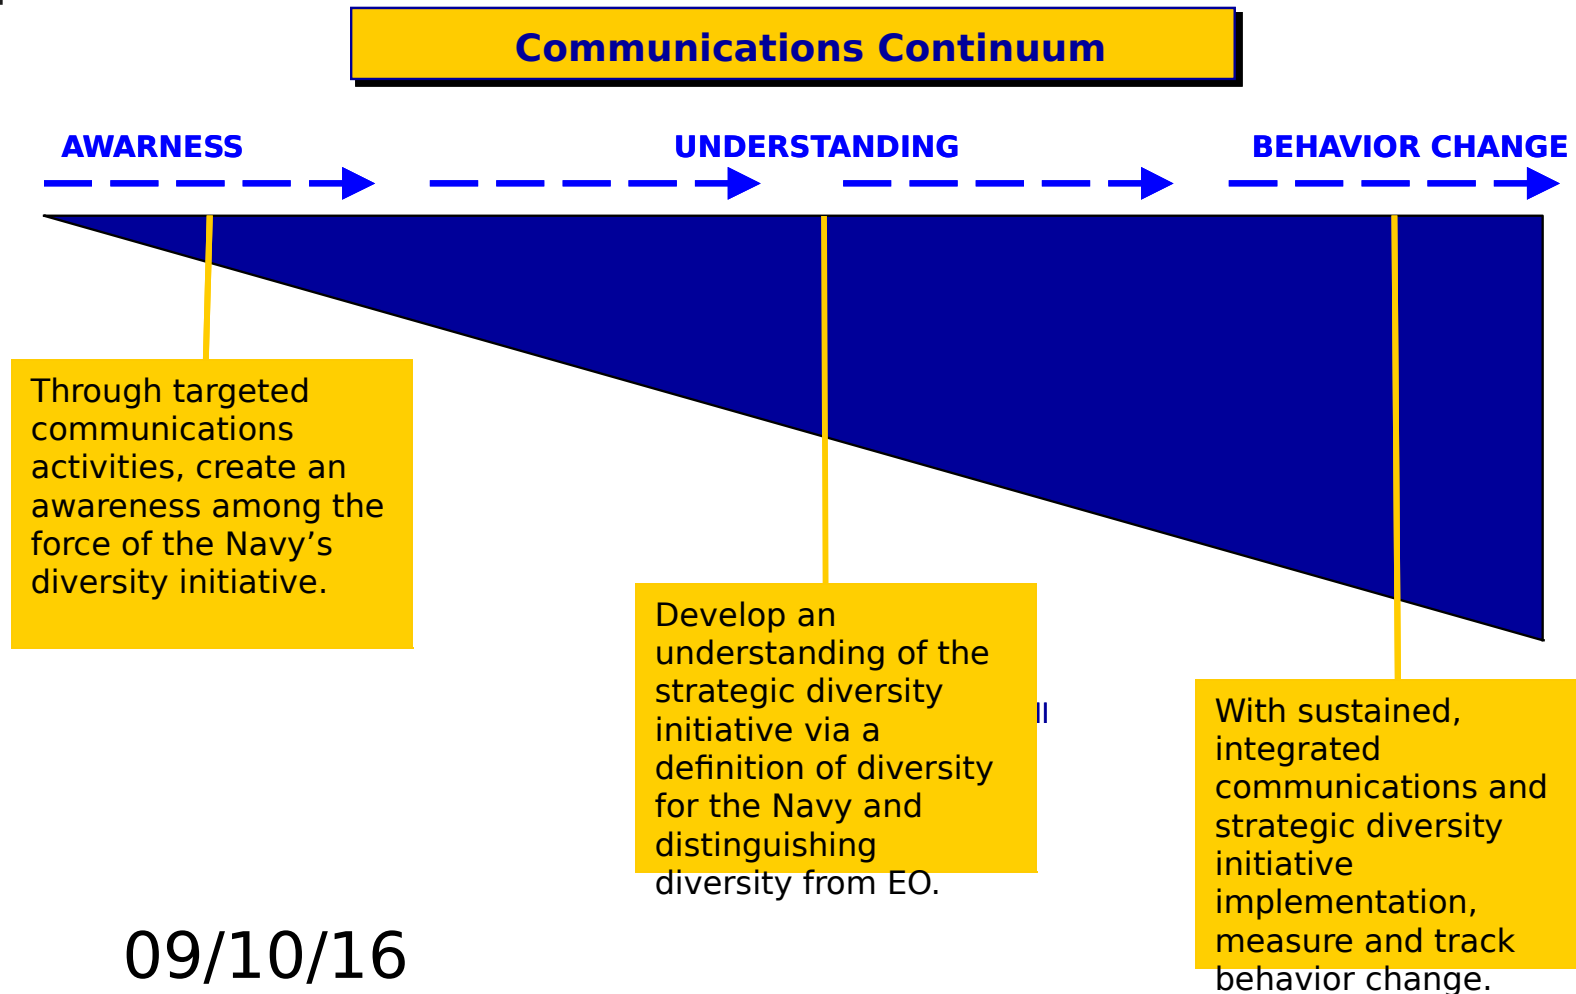 Communications Continuum
AWARNESS
UNDERSTANDING
BEHAVIOR CHANGE
Through targeted
communications
activities, create an
awareness among the
force of the Navy’s
diversity initiative.
Develop an
understanding of the
strategic diversity
initiative via a
definition of diversity
for the Navy and
distinguishing
diversity from EO.
With sustained,
integrated
communications and
strategic diversity
initiative
implementation,
measure and track
behavior change.
09/10/16